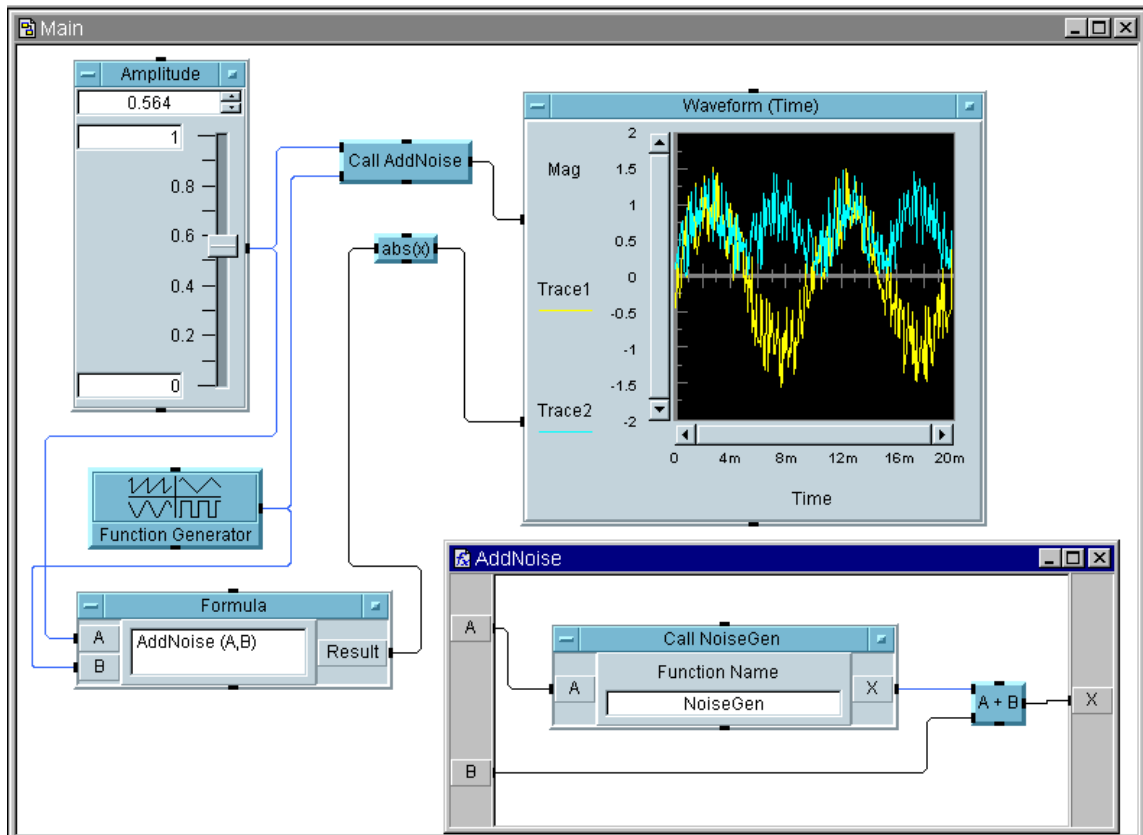 Main
Amplitude
0.564
1
0.8
0.6
0.4
0.2
0
Call AddNoise
abs(x)
Waveform (Time)
Mag
Trace1
Trace2
2
1.5
1
0.5
0
-0.5
-1
-1.5
-2
0 4m 8m 12m 16m 20m
Time
Function Generator
Formula
A
B
AddNoise (A,B)
Result
AddNoise
A
B
Call NoiseGen
A
Function Name
NoiseGen
X
A + B
X